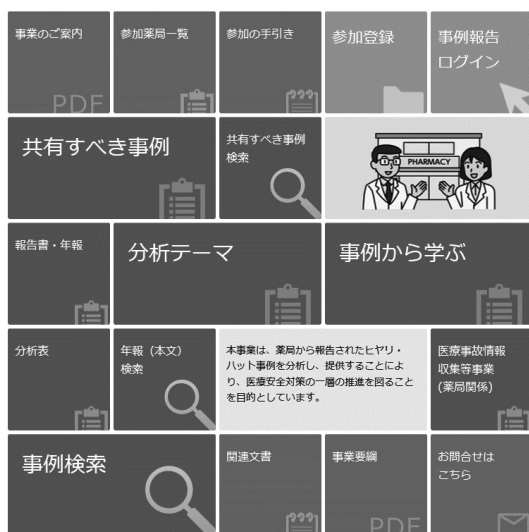 事業のご案内
PDF
参加薬局一覧
参加の手引き
参加登録
事例報告
ログイン
共有すべき事例
共有すべき事例
検索
PHARMACY
報告書・年報
分析テーマ
事例から学ぶ
分析表
年報（本文）
検索
本事業は、薬局から報告されたヒヤリ・
ハット事例を分析し、提供することによ
り、医療安全対策の一層の推進を図ること
を目的としています。
医療事故情報
収集等事業
(薬局関係)
事例検索
関連文書
事業要綱
PDF
お問合せは
こちら